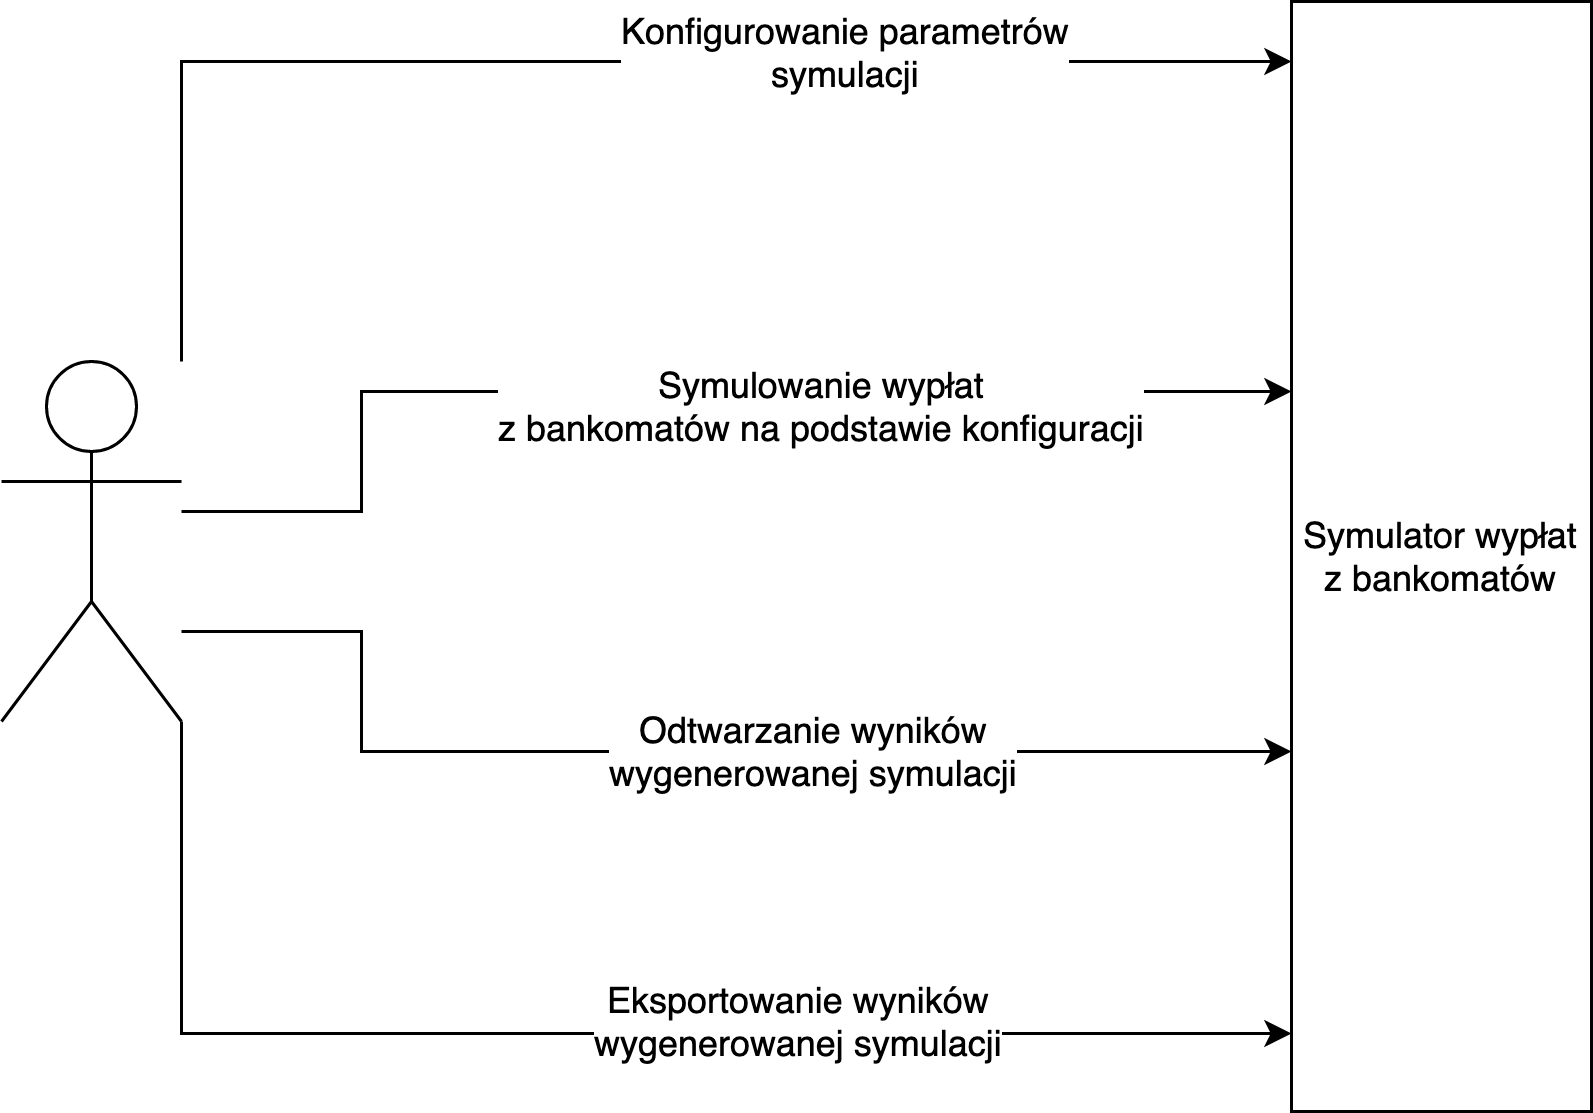 Konfigurowanie parametrów
symulacji
Symulowanie wypłat
z bankomatów na podstawie konfiguracji
Symulator wypłat
z bankomatów
Odtwarzanie wyników
wygenerowanej symulacji
Eksportowanie wyników
wygenerowanej symulacji